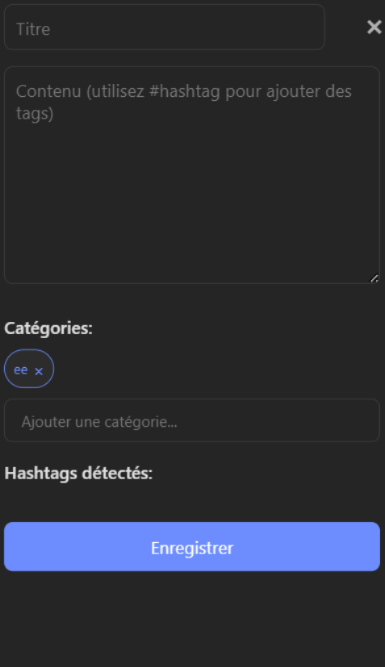 Titre
Contenu (utilisez #hashtag pour ajouter des
tags)
Catégories:
ee ×
Ajouter une catégorie...
Hashtags détectés:
Enregistrer